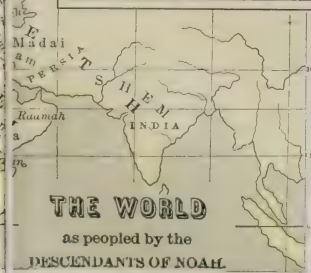 Madai
PERSIA
SHEM
Raamah
INDIA
THE WORLD
as peopled by the
DESCENDANTS OF NOAH.